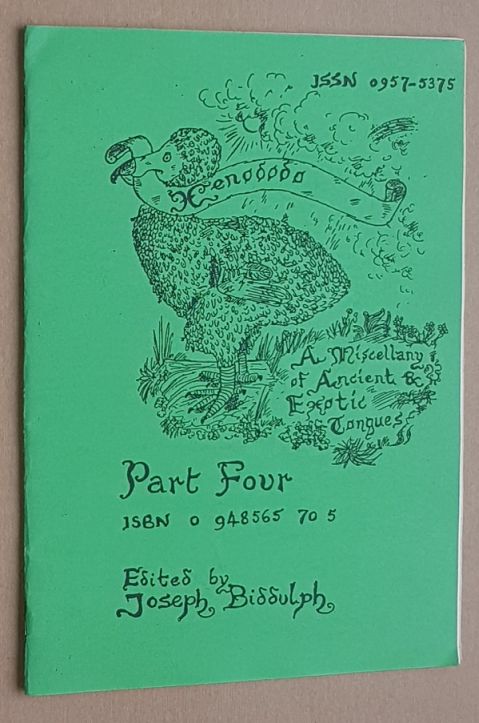 ISSN 0957-5375
Xenododo
A Miscellany
of Ancient &
Exotic
Tongues
Part Four
ISBN 0 948565 70 5
Edited by
Joseph Biddulph